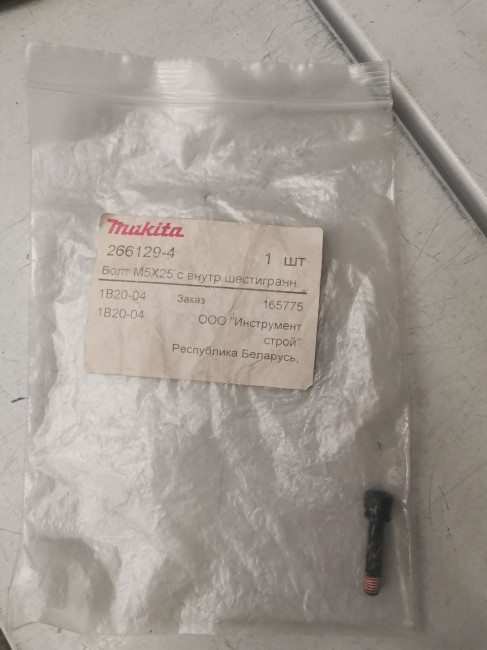 makita
266129-4 1 шт
Болт М5Х25 с внутр.шестигранн.
1B20-04 Заказ 165775
1B20-04 ООО "Инструмент
строй"
Республика Беларусь,